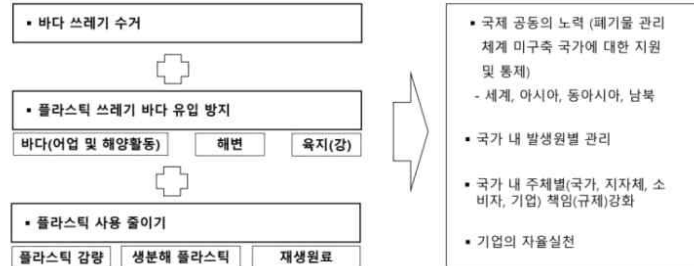 ▪ 바다 쓰레기 수거
▪ 플라스틱 쓰레기 바다 유입 방지
바다(어업 및 해양활동)
해변
육지(강)
▪ 플라스틱 사용 줄이기
플라스틱 감량
생분해 플라스틱
재생원료
▪ 국제 공동의 노력 (폐기물 관리
체계 미구축 국가에 대한 지원
및 통제)
- 세계, 아시아, 동아시아, 남북
▪ 국가 내 발생원별 관리
▪ 국가 내 주체별(국가, 지자체, 소
비자, 기업) 책임(규제)강화
▪ 기업의 자율실천